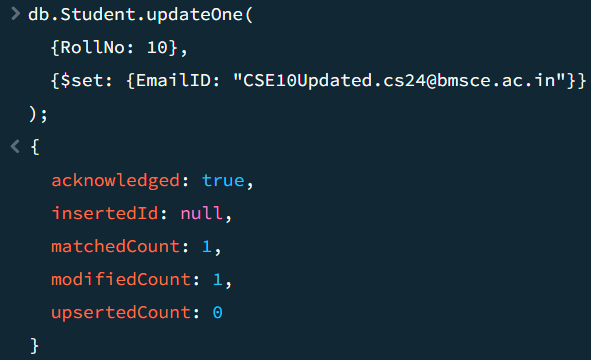 > db.Student.updateOne(
{RollNo: 10},
{$set: {EmailID: "CSE10Updated.cs24@bmsce.ac.in"}}
);
< {
acknowledged: true,
insertedId: null,
matchedCount: 1,
modifiedCount: 1,
upsertedCount: 0
}